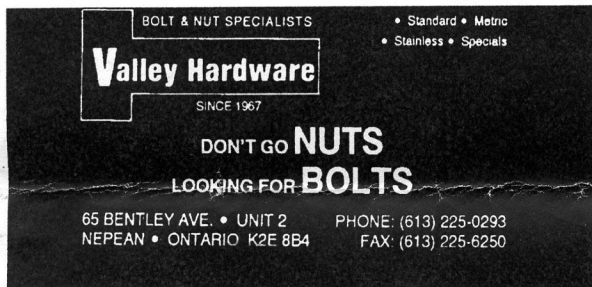 BOLT & NUT SPECIALISTS
Valley Hardware
SINCE 1967
• Standard • Metric
• Stainless • Specials
DON'T GO NUTS
LOOKING FOR BOLTS
65 BENTLEY AVE. • UNIT 2
NEPEAN • ONTARIO K2E 8B4
PHONE: (613) 225-0293
FAX: (613) 225-6250